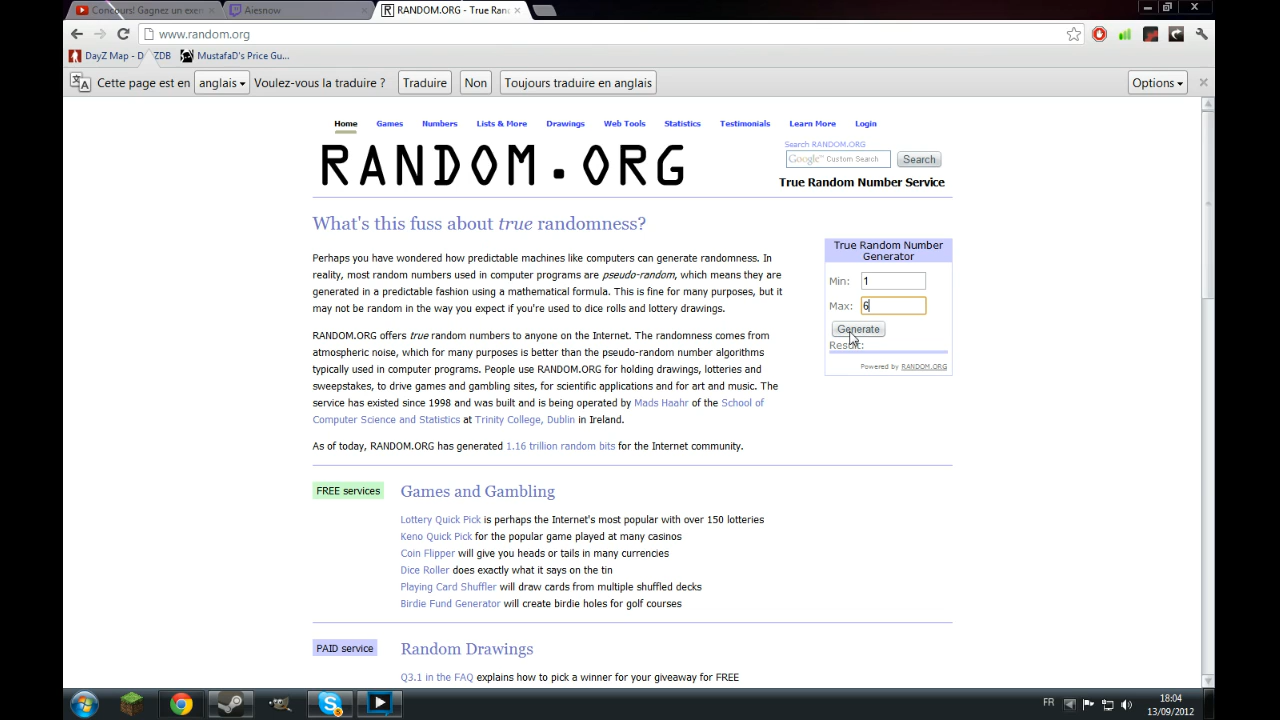 Concours! Gagnez un exem
Aiesnow
RANDOM.ORG - True Ran
www.random.org
DayZ Map - D ZDB
MustafaD's Price Gu...
Cette page est en anglais Voulez-vous la traduire ? Traduire Non Toujours traduire en anglais Options
Home Games Numbers Lists & More Drawings Web Tools Statistics Testimonials Learn More Login
RANDOM.ORG
Search RANDOM.ORG
Google™ Custom Search Search
True Random Number Service
What's this fuss about true randomness?
Perhaps you have wondered how predictable machines like computers can generate randomness. In
reality, most random numbers used in computer programs are pseudo-random, which means they are
generated in a predictable fashion using a mathematical formula. This is fine for many purposes, but it
may not be random in the way you expect if you're used to dice rolls and lottery drawings.
RANDOM.ORG offers true random numbers to anyone on the Internet. The randomness comes from
atmospheric noise, which for many purposes is better than the pseudo-random number algorithms
typically used in computer programs. People use RANDOM.ORG for holding drawings, lotteries and
sweepstakes, to drive games and gambling sites, for scientific applications and for art and music. The
service has existed since 1998 and was built and is being operated by Mads Haahr of the School of
Computer Science and Statistics at Trinity College, Dublin in Ireland.
As of today, RANDOM.ORG has generated 1.16 trillion random bits for the Internet community.
True Random Number
Generator
Min: 1
Max: 6
Generate
Result:
Powered by RANDOM.ORG
FREE services
Games and Gambling
Lottery Quick Pick is perhaps the Internet's most popular with over 150 lotteries
Keno Quick Pick for the popular game played at many casinos
Coin Flipper will give you heads or tails in many currencies
Dice Roller does exactly what it says on the tin
Playing Card Shuffler will draw cards from multiple shuffled decks
Birdie Fund Generator will create birdie holes for golf courses
PAID service
Random Drawings
Q3.1 in the FAQ explains how to pick a winner for your giveaway for FREE
FR
18:04
13/09/2012